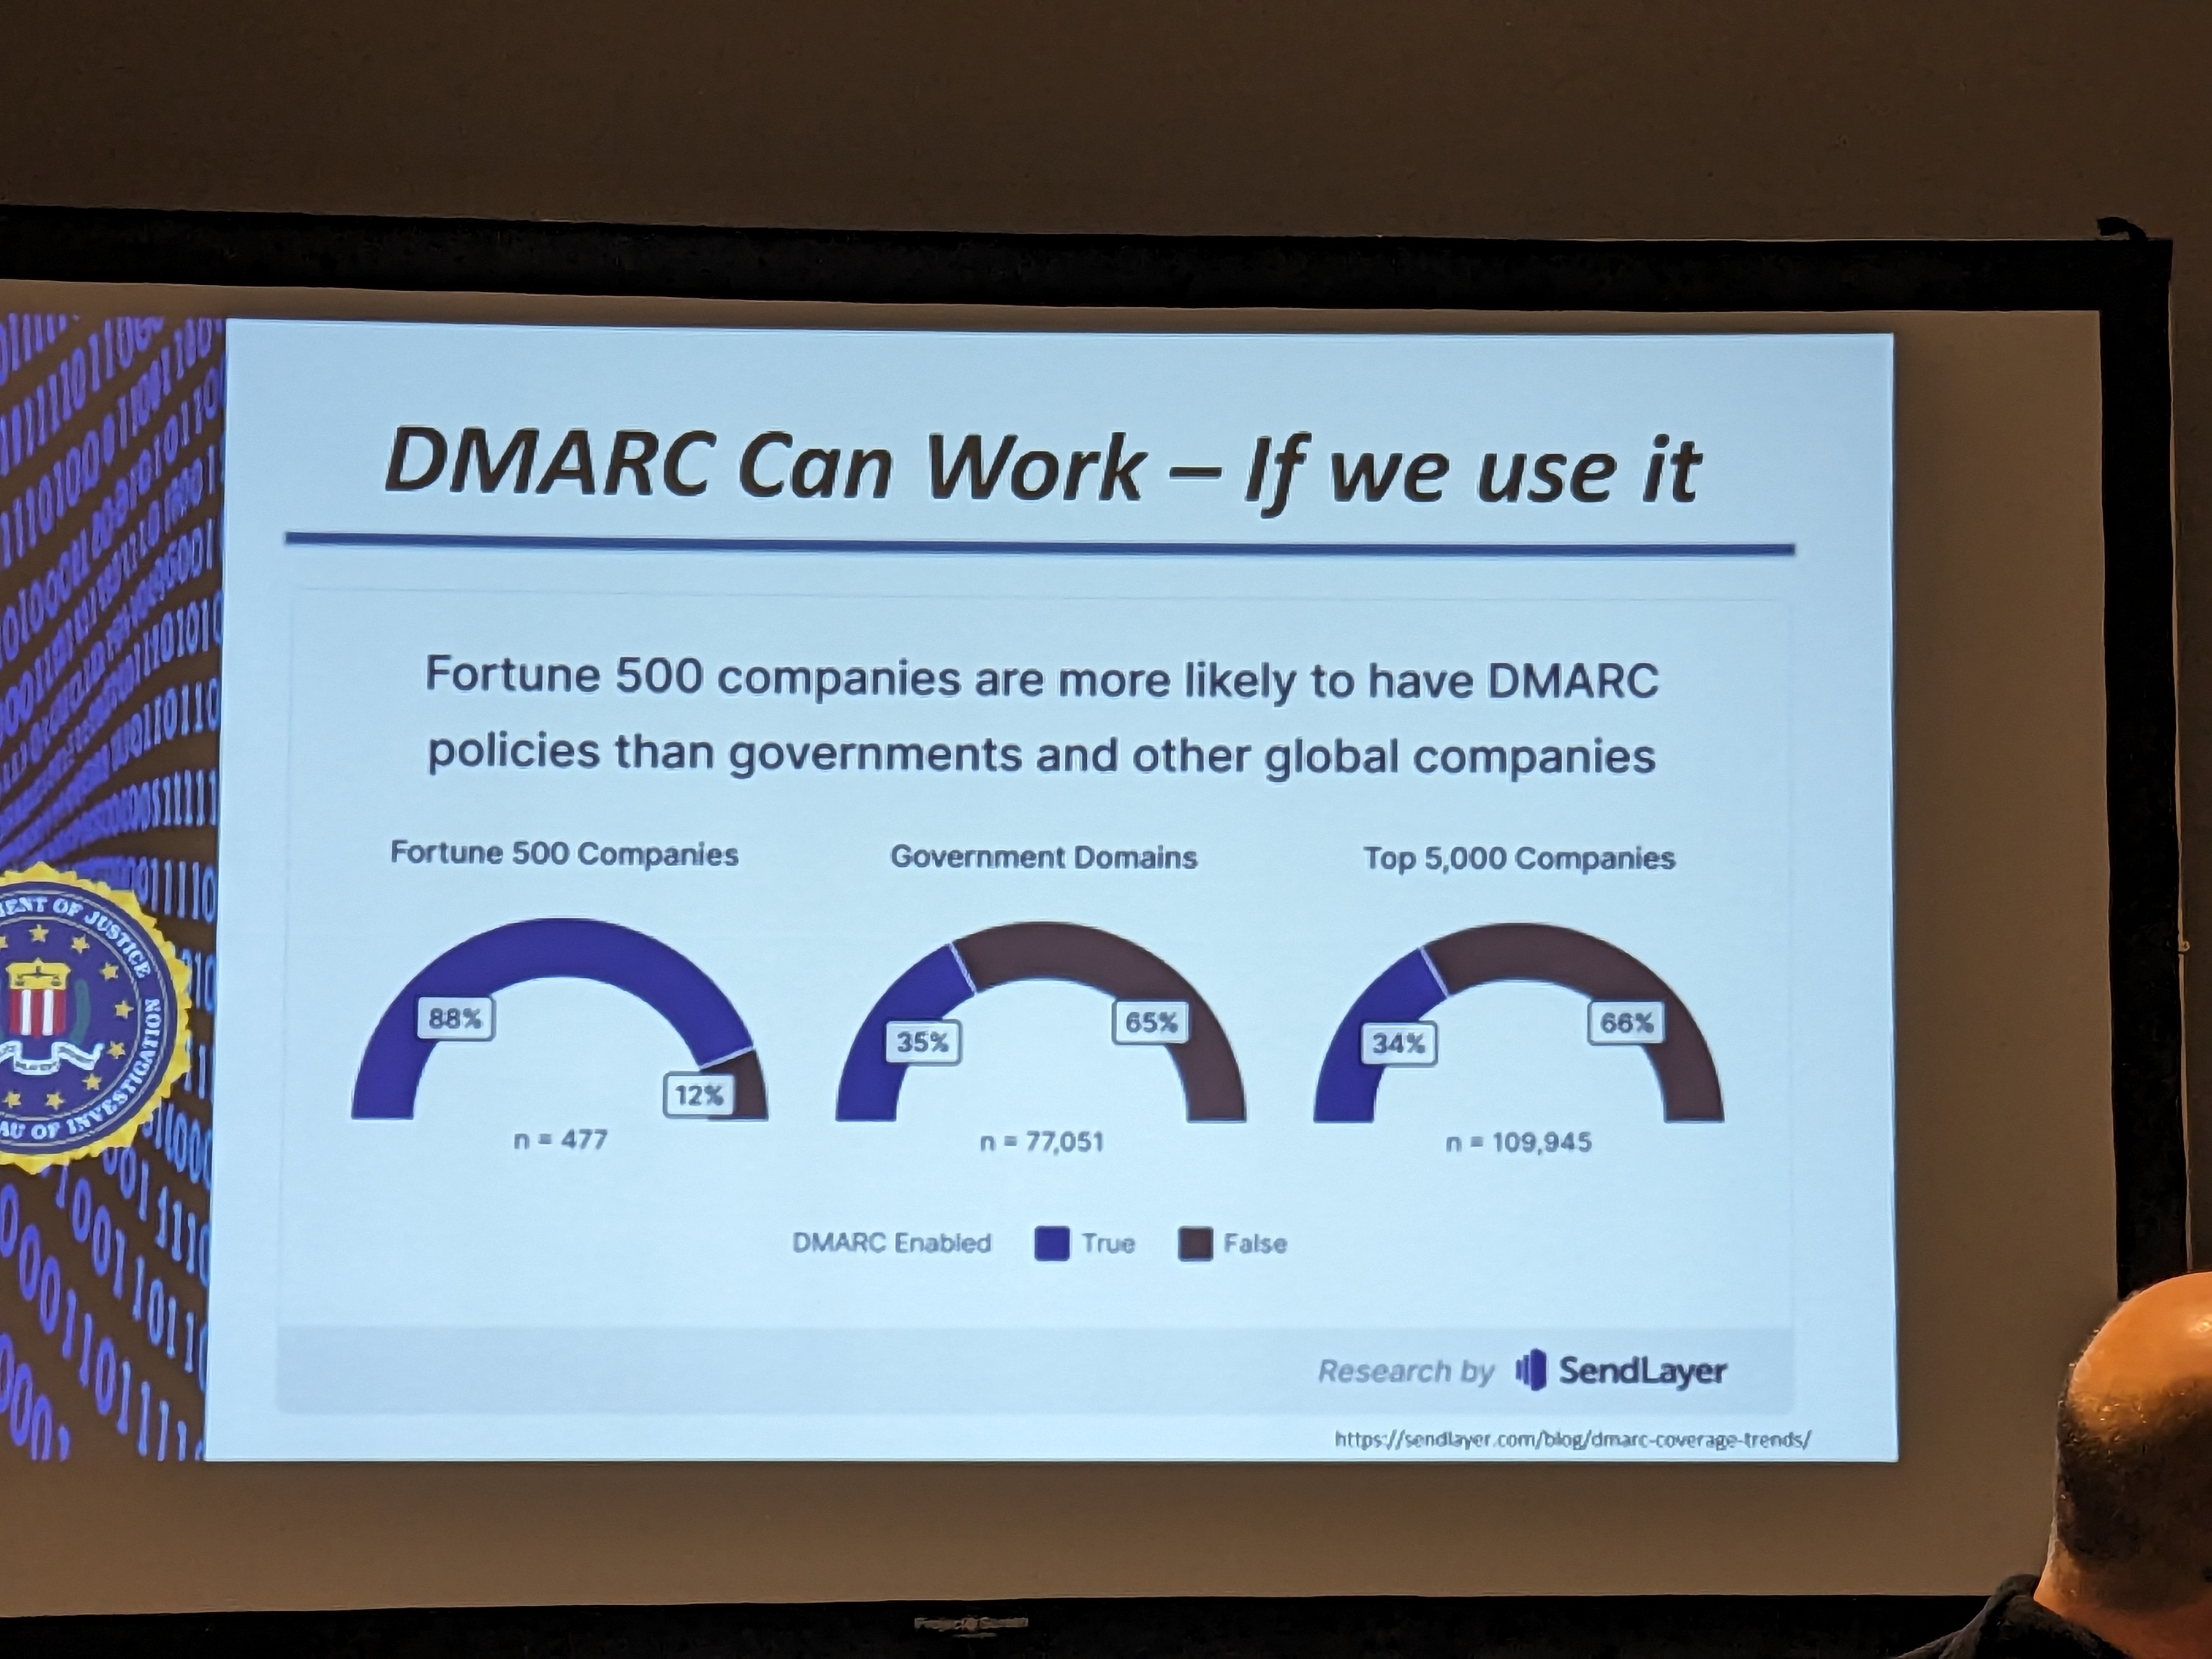 DMARC Can Work – If we use it
Fortune 500 companies are more likely to have DMARC
policies than governments and other global companies
Fortune 500 Companies
Government Domains
Top 5,000 Companies
88%
12%
35%
65%
34%
66%
n = 477
n = 77,051
n = 109,945
DMARC Enabled
True
False
Research by SendLayer
https://sendlayer.com/blog/dmarc-coverage-trends/
OF JUSTICE
OF INVESTIGATION